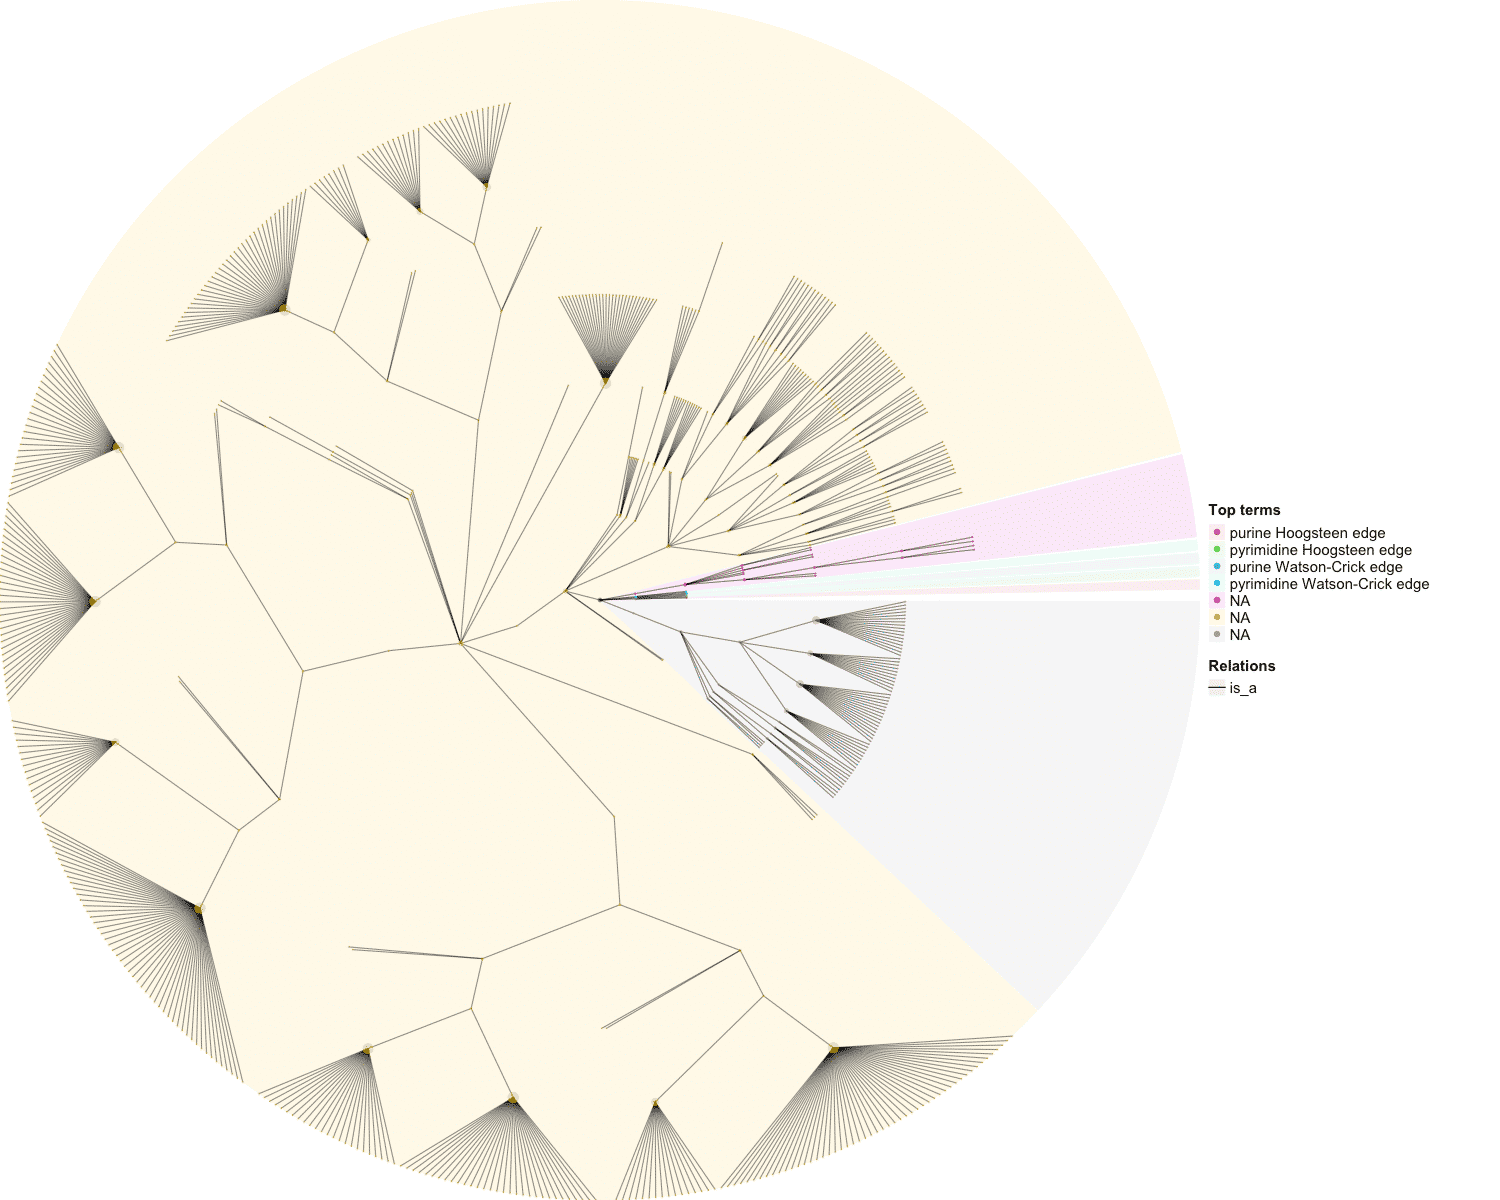 Top terms
purine Hoogsteen edge
pyrimidine Hoogsteen edge
purine Watson-Crick edge
pyrimidine Watson-Crick edge
NA
NA
NA
Relations
is_a